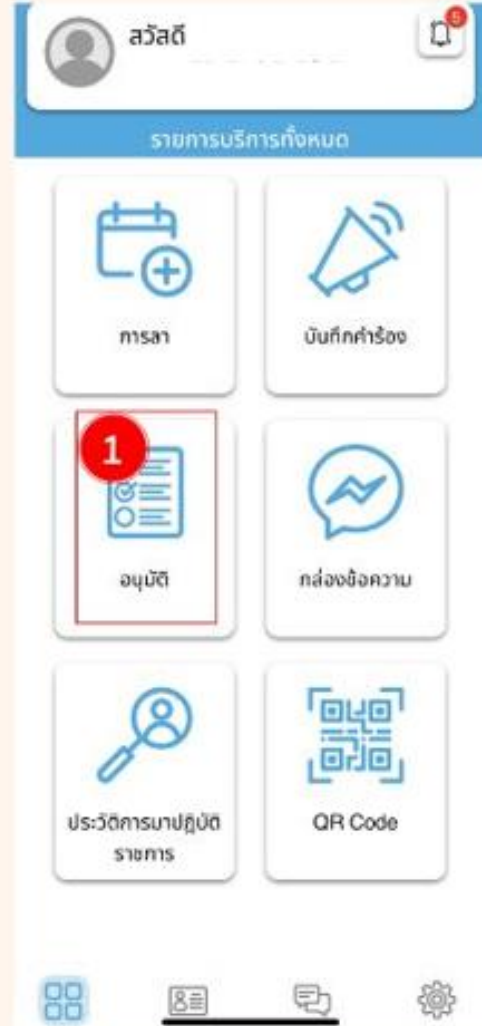 สวัสดี
5
รายการบริการทั้งหมด
การลา
บันทึกคำร้อง
1
อนุมัติ
กล่องข้อความ
ประวัติการมาปฏิบัติ
ราชการ
QR Code